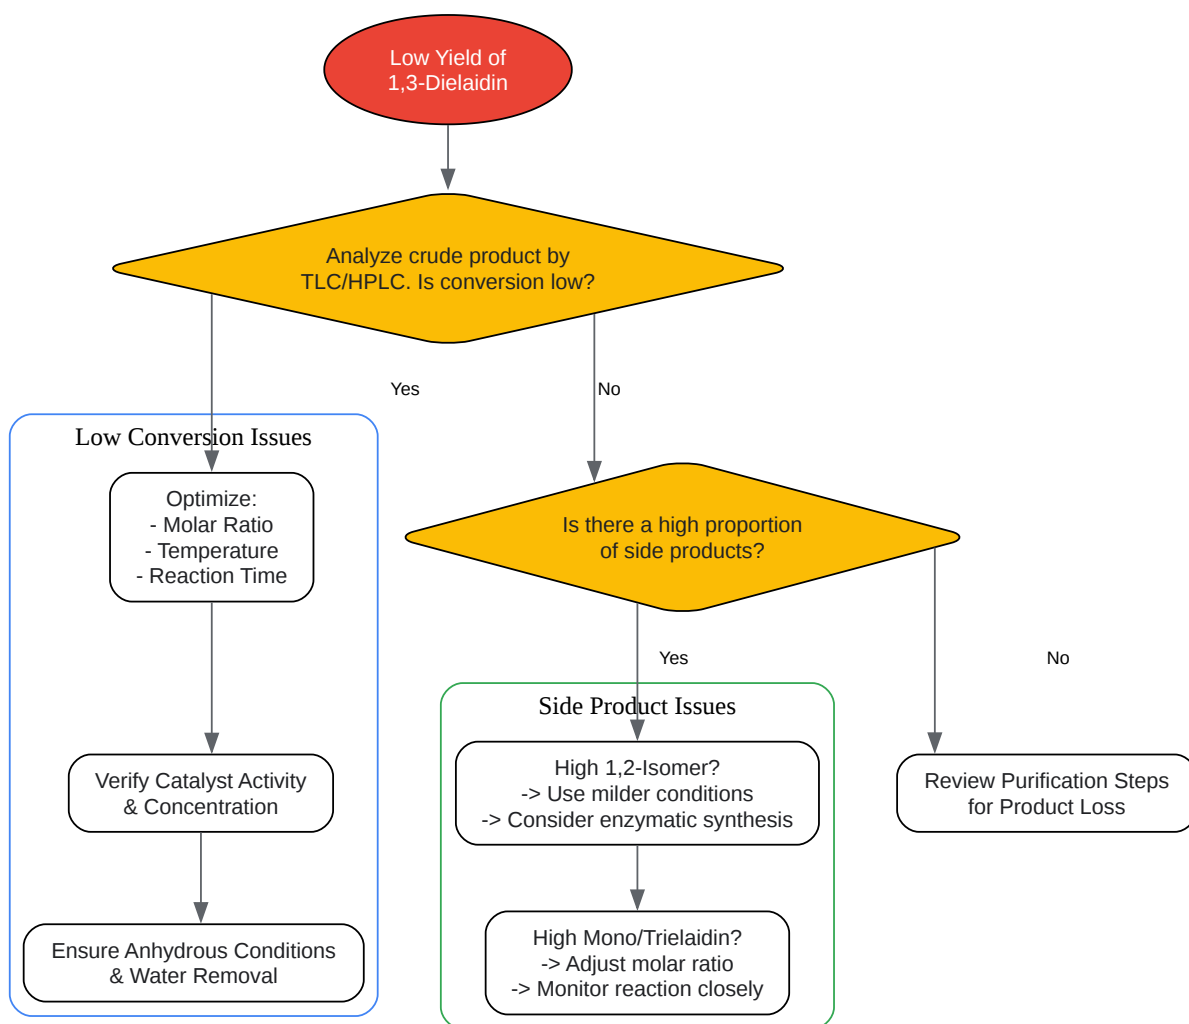 Low Yield of
1,3-Dielaidin
Analyze crude product by
TLC/HPLC. Is conversion low?
Yes
No
Low Conversion Issues
Optimize:
- Molar Ratio
- Temperature
- Reaction Time
Is there a high proportion
of side products?
Yes
No
Side Product Issues
Verify Catalyst Activity
& Concentration
High 1,2-Isomer?
-> Use milder conditions
-> Consider enzymatic synthesis
Review Purification Steps
for Product Loss
Ensure Anhydrous Conditions
& Water Removal
High Mono/Trielaidin?
-> Adjust molar ratio
-> Monitor reaction closely